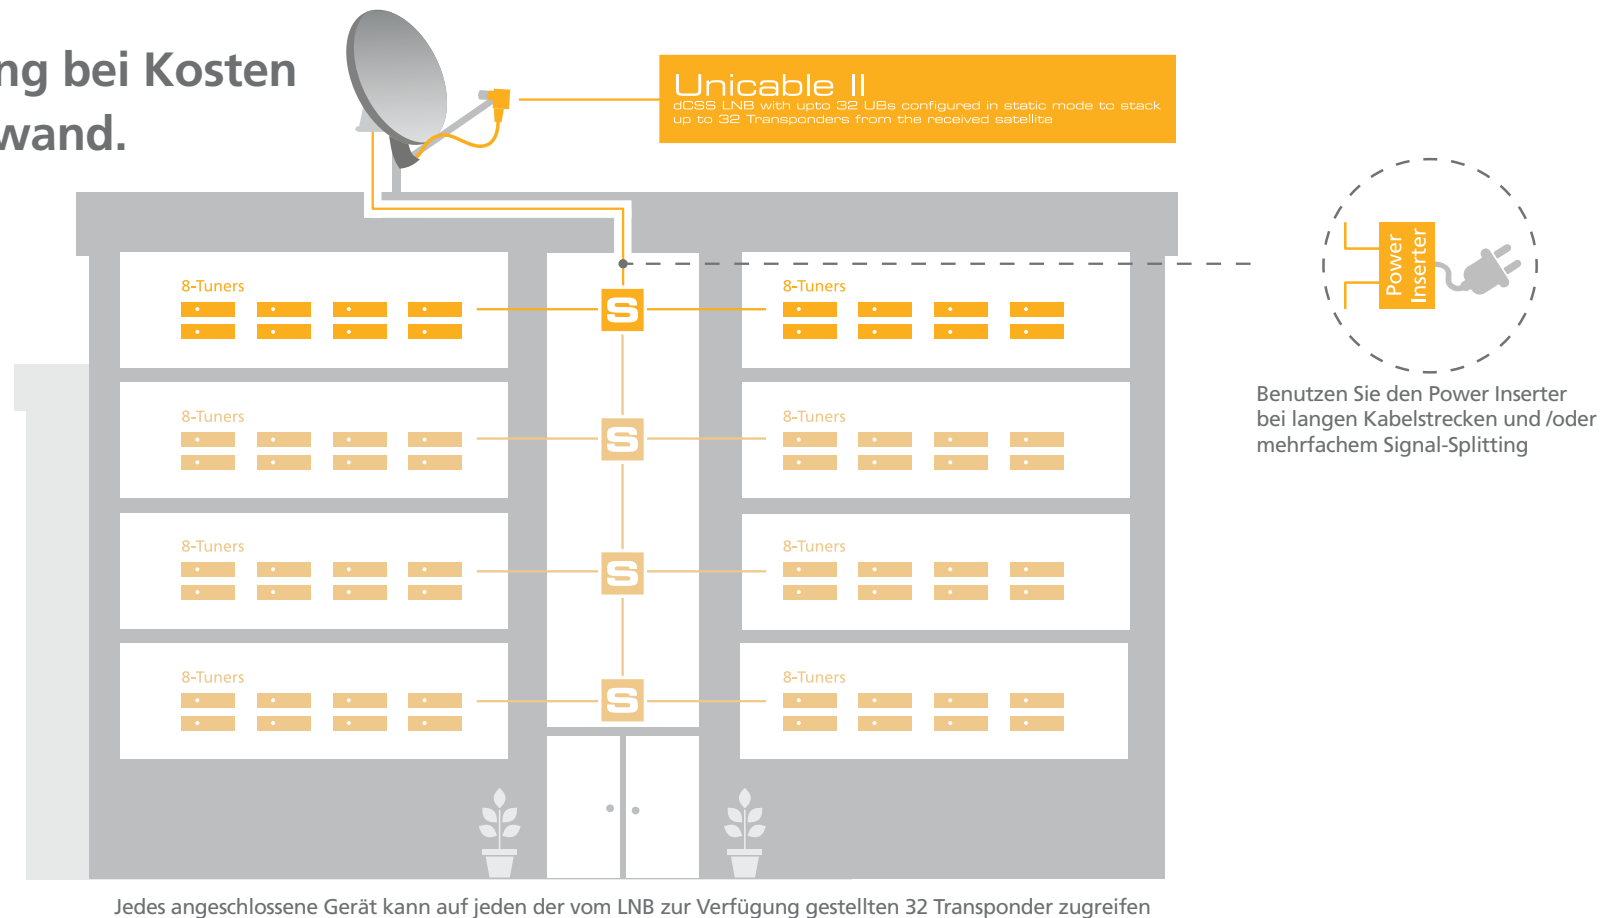 ng bei Kosten
wand.
Unicable II
dCSS LNB with upto 32 UBs configured in static mode to stack
up to 32 Transponders from the received satellite
8-Tuners
S
8-Tuners
Power
Inserter
Benutzen Sie den Power Inserter
bei langen Kabelstrecken und /oder
mehrfachem Signal-Splitting
8-Tuners
S
8-Tuners
8-Tuners
S
8-Tuners
8-Tuners
S
8-Tuners
Jedes angeschlossene Gerät kann auf jeden der vom LNB zur Verfügung gestellten 32 Transponder zugreifen